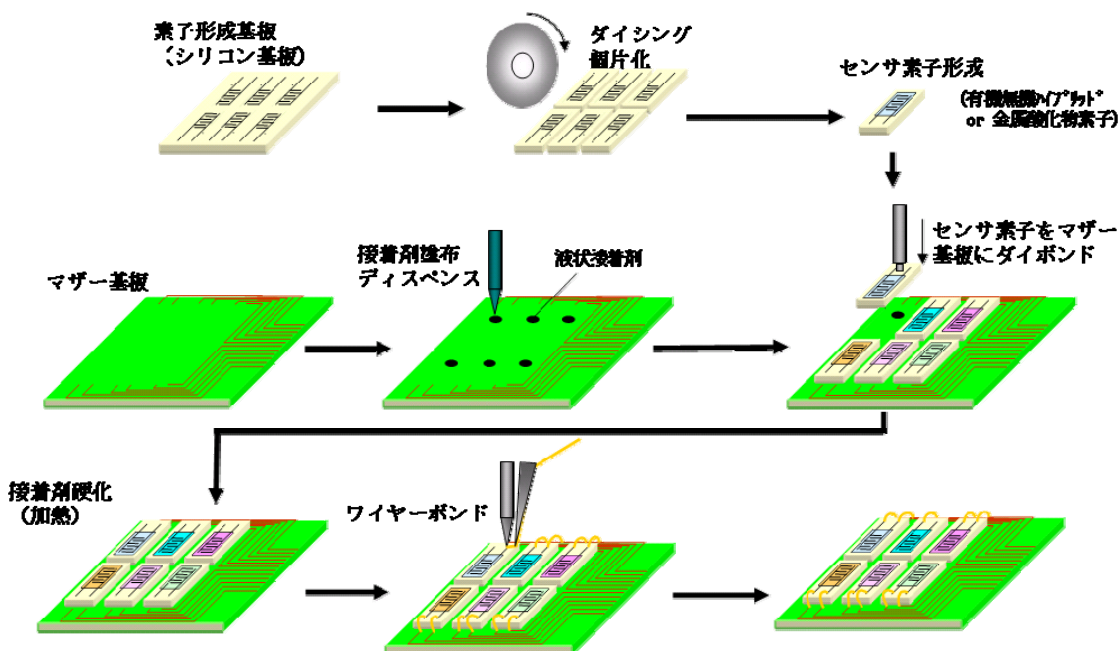 素子形成基板
(シリコン基板)
ダイシング
個片化
センサ素子形成
(有機無機ハイブリッド
or 金属酸化物素子)
マザー基板
接着剤塗布
ディスペンス
液状接着剤
センサ素子をマザー
基板にダイボンド
接着剤硬化
(加熱)
ワイヤーボンド